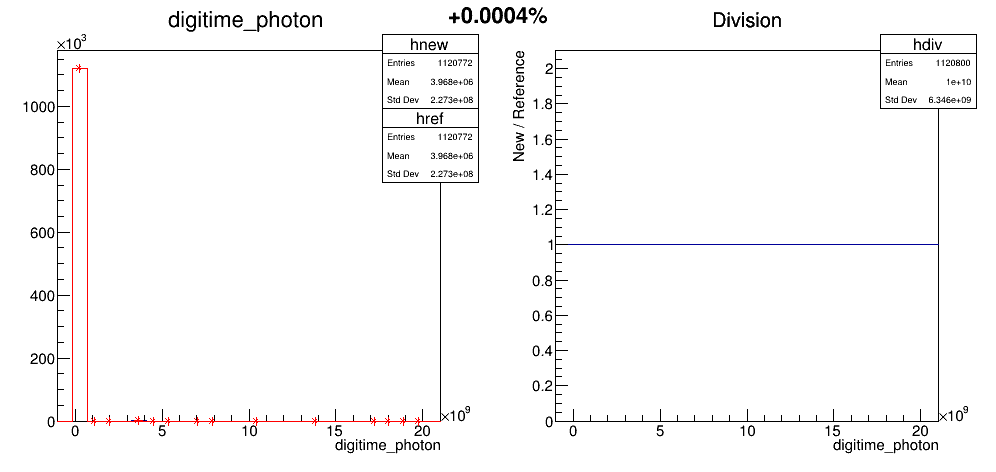 +0.0004%
digitime_photon
×10³
hnew
Entries 1120772
Mean 3.968e+06
Std Dev 2.273e+08
href
Entries 1120772
Mean 3.968e+06
Std Dev 2.273e+08
1000
800
600
400
200
0
0 5 10 15 20
×10⁹
digitime_photon
Division
hdiv
Entries 1120800
Mean 1e+10
Std Dev 6.346e+09
New / Reference
2
1.8
1.6
1.4
1.2
1
0.8
0.6
0.4
0.2
0
0 5 10 15 20
×10⁹
digitime_photon